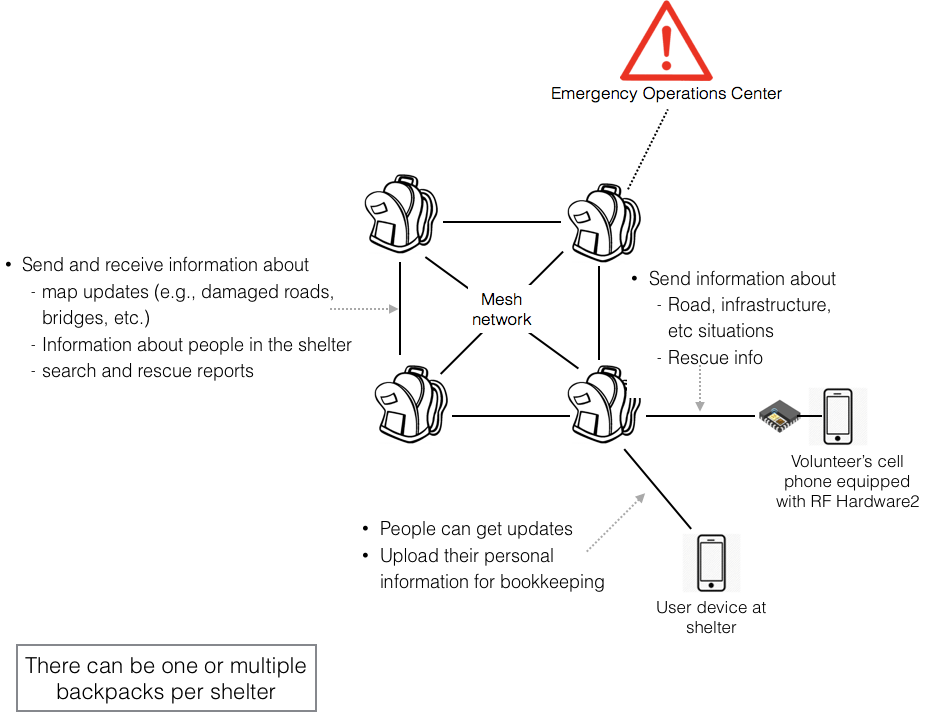 Emergency Operations Center
• Send and receive information about
- map updates (e.g., damaged roads,
bridges, etc.)
- Information about people in the shelter
- search and rescue reports
Mesh
network
• Send information about
- Road, infrastructure,
etc situations
- Rescue info
Volunteer's cell
phone equipped
with RF Hardware2
• People can get updates
• Upload their personal
information for bookkeeping
User device at
shelter
There can be one or multiple
backpacks per shelter